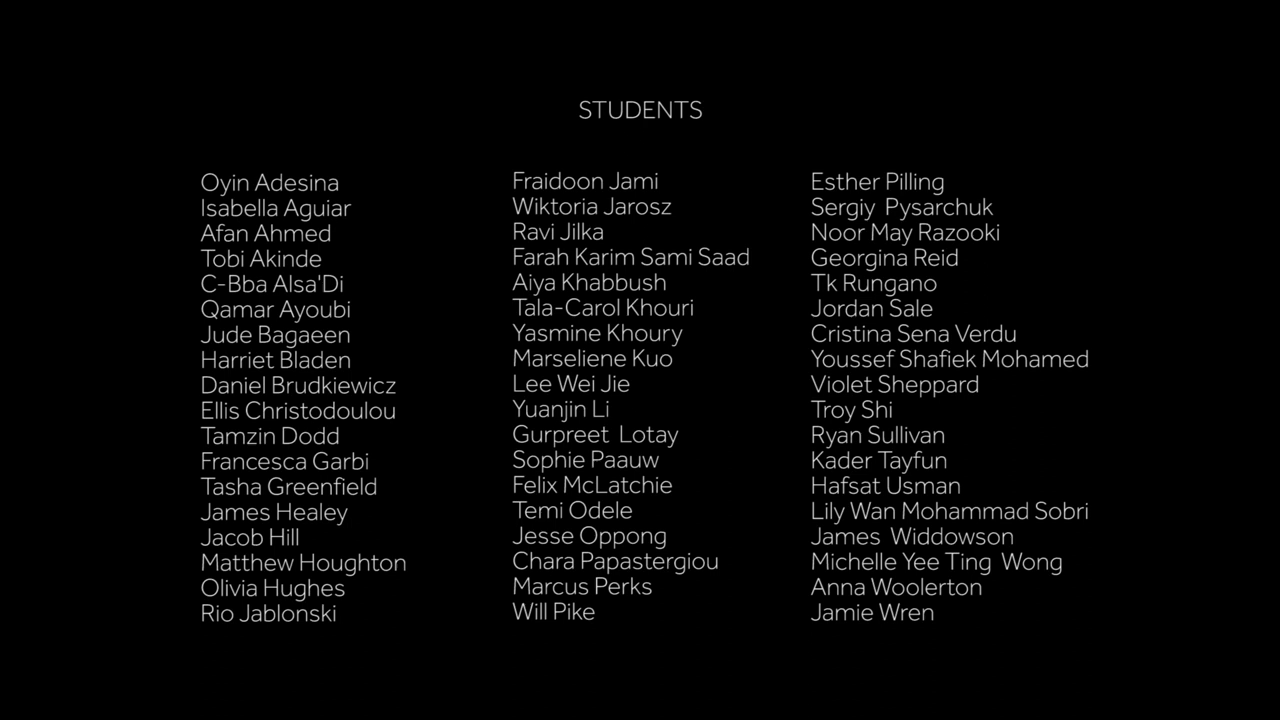 STUDENTS
Oyin Adesina
Isabella Aguiar
Afan Ahmed
Tobi Akinde
C-Bba Alsa'Di
Qamar Ayoubi
Jude Bagaeen
Harriet Bladen
Daniel Brudkiewicz
Ellis Christodoulou
Tamzin Dodd
Francesca Garbi
Tasha Greenfield
James Healey
Jacob Hill
Matthew Houghton
Olivia Hughes
Rio Jablonski
Fraidoon Jami
Wiktoria Jarosz
Ravi Jilka
Farah Karim Sami Saad
Aiya Khabbush
Tala-Carol Khouri
Yasmine Khoury
Marseliene Kuo
Lee Wei Jie
Yuanjin Li
Gurpreet  Lotay
Sophie Paauw
Felix McLatchie
Temi Odele
Jesse Oppong
Chara Papastergiou
Marcus Perks
Will Pike
Esther Pilling
Sergiy  Pysarchuk
Noor May Razooki
Georgina Reid
Tk Rungano
Jordan Sale
Cristina Sena Verdu
Youssef Shafiek Mohamed
Violet Sheppard
Troy Shi
Ryan Sullivan
Kader Tayfun
Hafsat Usman
Lily Wan Mohammad Sobri
James  Widdowson
Michelle Yee Ting  Wong
Anna Woolerton
Jamie Wren